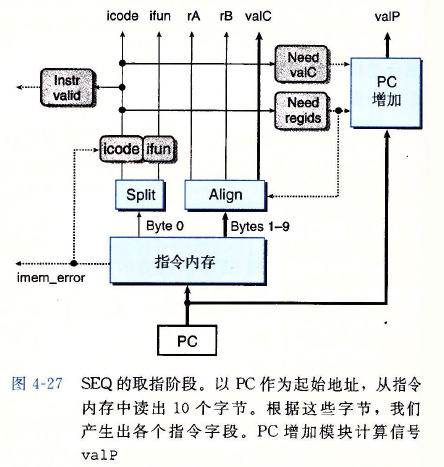 icode ifun rA rB valC valP
Instr valid
Need valC
PC 增加
Need regids
icode ifun
Split Align
Byte 0 Bytes 1–9
指令内存
imem_error
PC
图 4-27 SEQ的取指阶段。以 PC 作为起始地址，从指令
内存中读出 10 个字节。根据这些字节，我们
产生出各个指令字段。PC 增加模块计算信号
valP